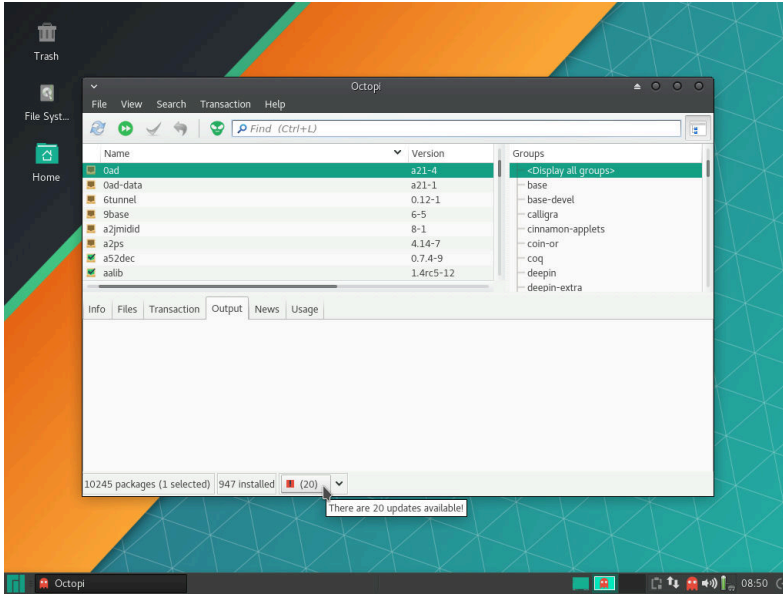 Trash
File Syst...
Home
Octopi
File View Search Transaction Help
Find (Ctrl+L)
Name Version
0ad a21-4
0ad-data a21-1
6tunnel 0.12-1
9base 6-5
a2jmidid 8-1
a2ps 4.14-7
a52dec 0.7.4-9
aalib 1.4rc5-12
Groups
<Display all groups>
base
base-devel
calligra
cinnamon-applets
coin-or
coq
deepin
deepin-extra
Info Files Transaction Output News Usage
10245 packages (1 selected) 947 installed (20)
There are 20 updates available!
Octopi
08:50